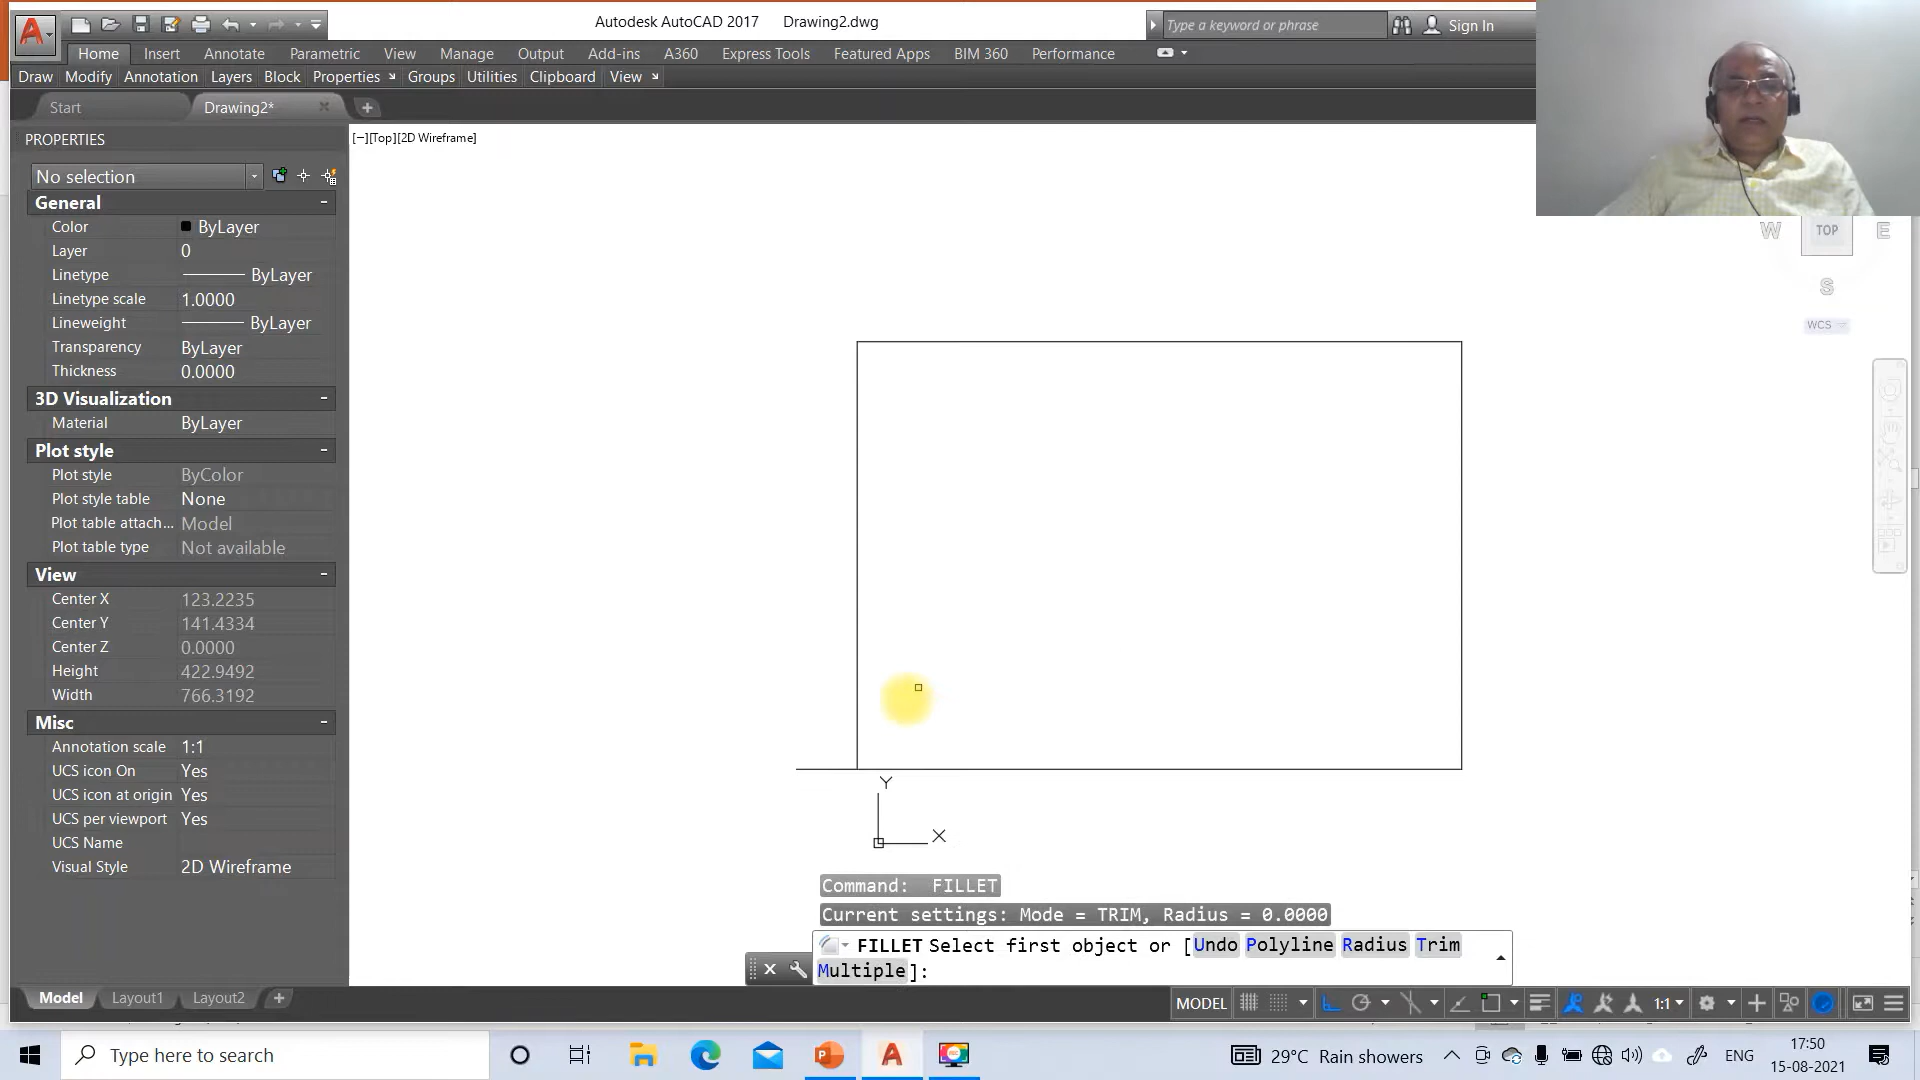 Autodesk AutoCAD 2017 Drawing2.dwg
Type a keyword or phrase
Sign In
Home Insert Annotate Parametric View Manage Output Add-ins A360 Express Tools Featured Apps BIM 360 Performance
Draw Modify Annotation Layers Block Properties Groups Utilities Clipboard View
Start Drawing2*
PROPERTIES
[−][Top][2D Wireframe]
No selection
General
Color ByLayer
Layer 0
Linetype ByLayer
Linetype scale 1.0000
Lineweight ByLayer
Transparency ByLayer
Thickness 0.0000
3D Visualization
Material ByLayer
Plot style
Plot style ByColor
Plot style table None
Plot table attach... Model
Plot table type Not available
View
Center X 123.2235
Center Y 141.4334
Center Z 0.0000
Height 422.9492
Width 766.3192
Misc
Annotation scale 1:1
UCS icon On Yes
UCS icon at origin Yes
UCS per viewport Yes
UCS Name
Visual Style 2D Wireframe
W TOP E
S
WCS
Y
X
Command: FILLET
Current settings: Mode = TRIM, Radius = 0.0000
FILLET Select first object or [Undo Polyline Radius Trim
Multiple]:
Model Layout1 Layout2
MODEL 1:1
Type here to search
29°C Rain showers
ENG
17:50
15-08-2021